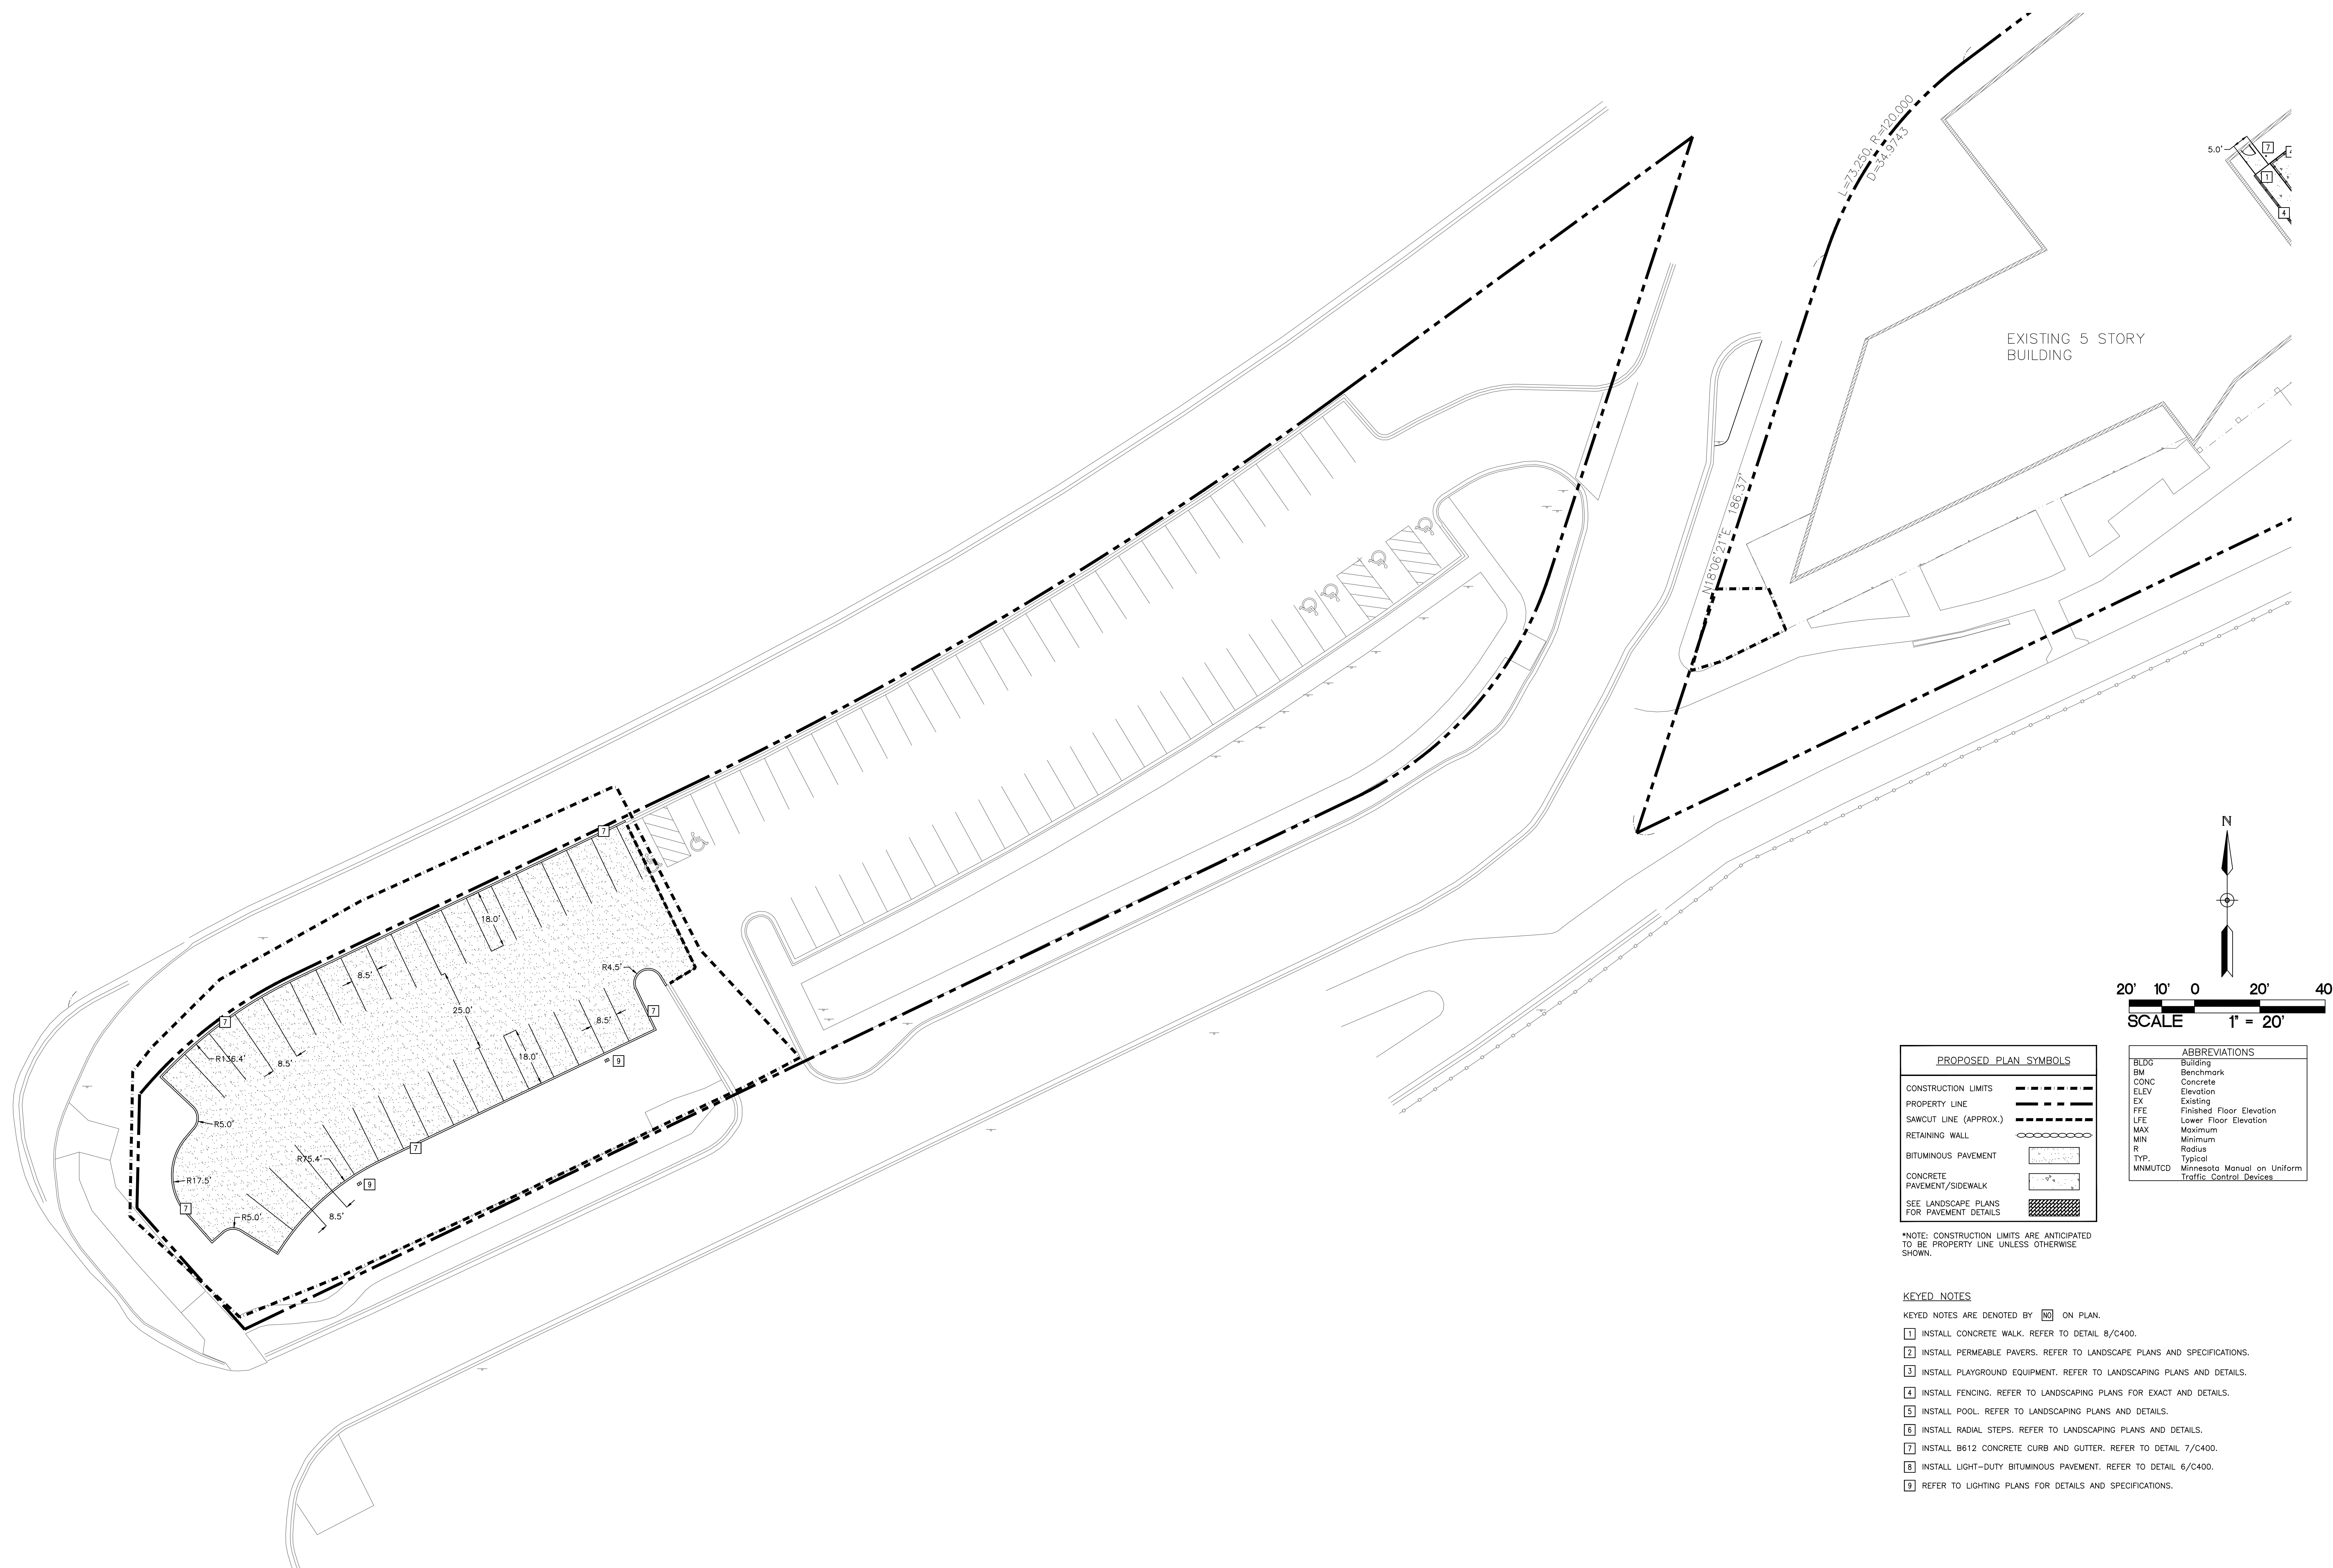 L=73.250, R=120.000
D=34.9743
5.0'
7
1
4
EXISTING 5 STORY
BUILDING
N18°06'21"E 186.37'
7
18.0'
8.5'
R4.5'
7
25.0'
8.5'
7
R136.4'
8.5'
18.0'
9
R5.0'
7
R75.4'
9
R17.5'
7
R5.0'
8.5'
N
20' 10' 0 20' 40
SCALE 1" = 20'
PROPOSED PLAN SYMBOLS
CONSTRUCTION LIMITS
PROPERTY LINE
SAWCUT LINE (APPROX.)
RETAINING WALL
BITUMINOUS PAVEMENT
CONCRETE
PAVEMENT/SIDEWALK
SEE LANDSCAPE PLANS
FOR PAVEMENT DETAILS
*NOTE: CONSTRUCTION LIMITS ARE ANTICIPATED
TO BE PROPERTY LINE UNLESS OTHERWISE
SHOWN.
ABBREVIATIONS
BLDG Building
BM Benchmark
CONC Concrete
ELEV Elevation
EX Existing
FFE Finished Floor Elevation
LFE Lower Floor Elevation
MAX Maximum
MIN Minimum
R Radius
TYP. Typical
MNMUTCD Minnesota Manual on Uniform
Traffic Control Devices
KEYED NOTES
KEYED NOTES ARE DENOTED BY NO ON PLAN.
1 INSTALL CONCRETE WALK. REFER TO DETAIL 8/C400.
2 INSTALL PERMEABLE PAVERS. REFER TO LANDSCAPE PLANS AND SPECIFICATIONS.
3 INSTALL PLAYGROUND EQUIPMENT. REFER TO LANDSCAPING PLANS AND DETAILS.
4 INSTALL FENCING. REFER TO LANDSCAPING PLANS FOR EXACT AND DETAILS.
5 INSTALL POOL. REFER TO LANDSCAPING PLANS AND DETAILS.
6 INSTALL RADIAL STEPS. REFER TO LANDSCAPING PLANS AND DETAILS.
7 INSTALL B612 CONCRETE CURB AND GUTTER. REFER TO DETAIL 7/C400.
8 INSTALL LIGHT-DUTY BITUMINOUS PAVEMENT. REFER TO DETAIL 6/C400.
9 REFER TO LIGHTING PLANS FOR DETAILS AND SPECIFICATIONS.